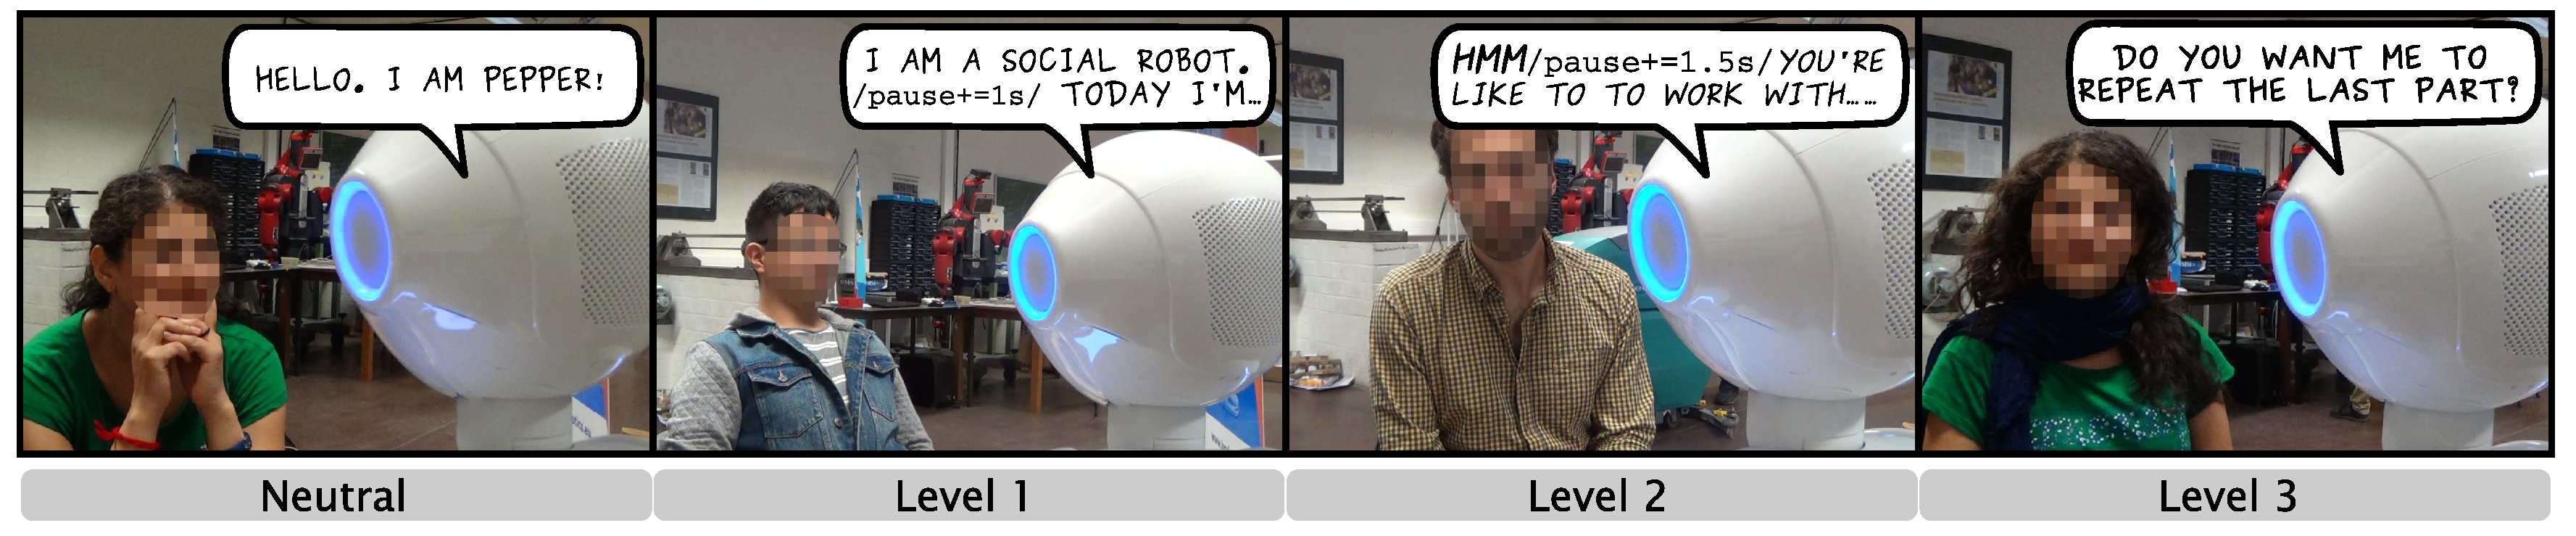 HELLO. I AM PEPPER!
I AM A SOCIAL ROBOT.
/pause+=1s/ TODAY I'M...
HMM/pause+=1.5s/YOU'RE
LIKE TO TO WORK WITH......
DO YOU WANT ME TO
REPEAT THE LAST PART?
Neutral
Level 1
Level 2
Level 3